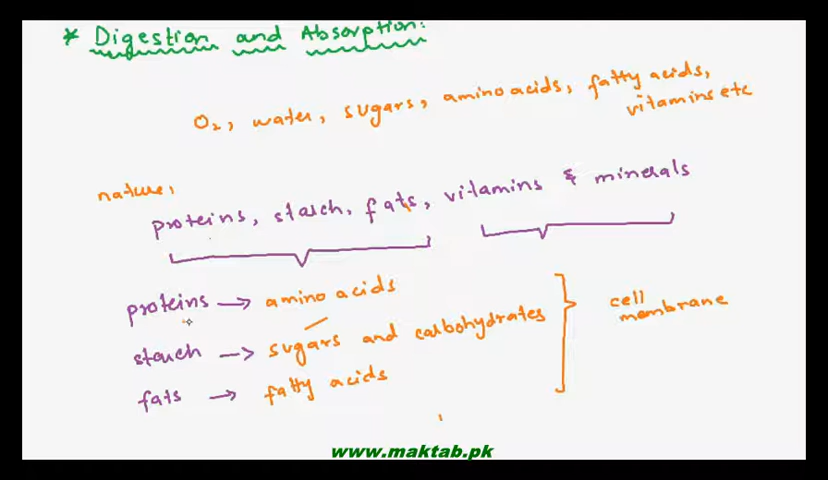 * Digestion and Absorption:
O₂, water, sugars, amino acids, fatty acids,
vitamins etc
nature,
proteins, starch, fats, vitamins & minerals
proteins → amino acids
starch → sugars and carbohydrates
fats → fatty acids
cell
membrane
www.maktab.pk